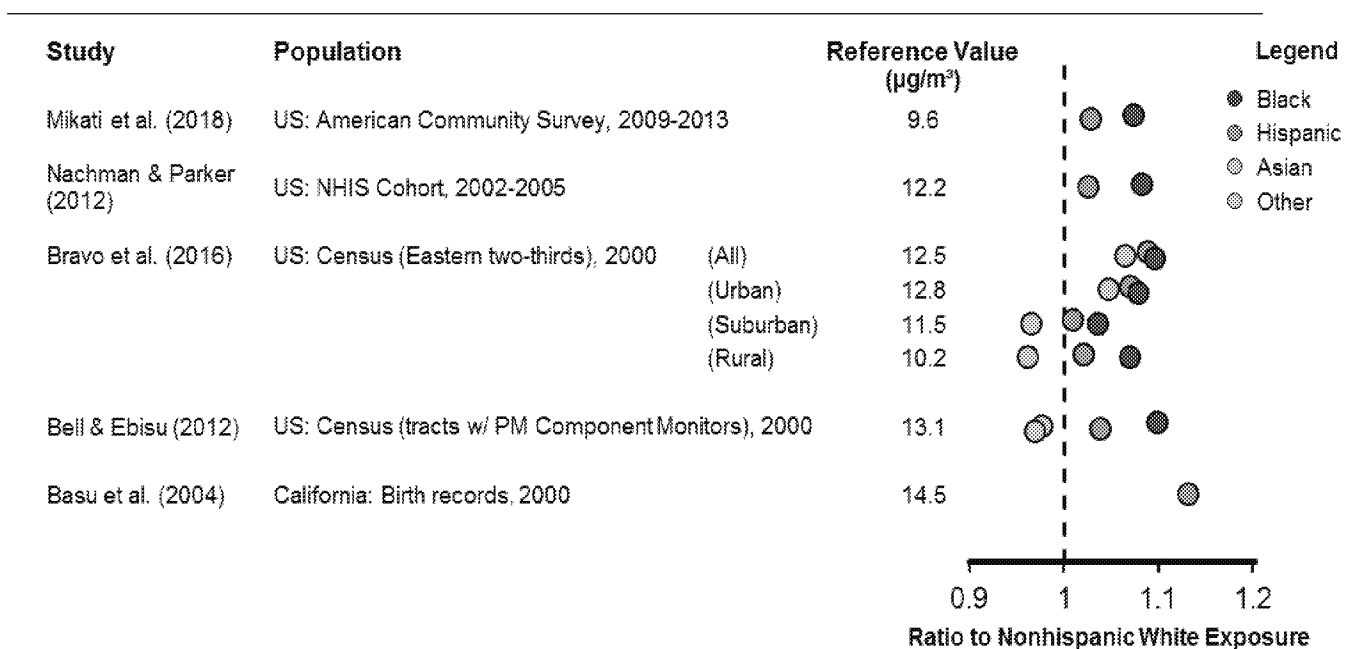 Study Population Reference Value (µg/m³) Legend
Mikati et al. (2018) US: American Community Survey, 2009-2013 9.6
Nachman & Parker (2012) US: NHIS Cohort, 2002-2005 12.2
Bravo et al. (2016) US: Census (Eastern two-thirds), 2000 (All) 12.5
(Urban) 12.8
(Suburban) 11.5
(Rural) 10.2
Bell & Ebisu (2012) US: Census (tracts w/ PM Component Monitors), 2000 13.1
Basu et al. (2004) California: Birth records, 2000 14.5
Black
Hispanic
Asian
Other
0.9 1 1.1 1.2
Ratio to Nonhispanic White Exposure